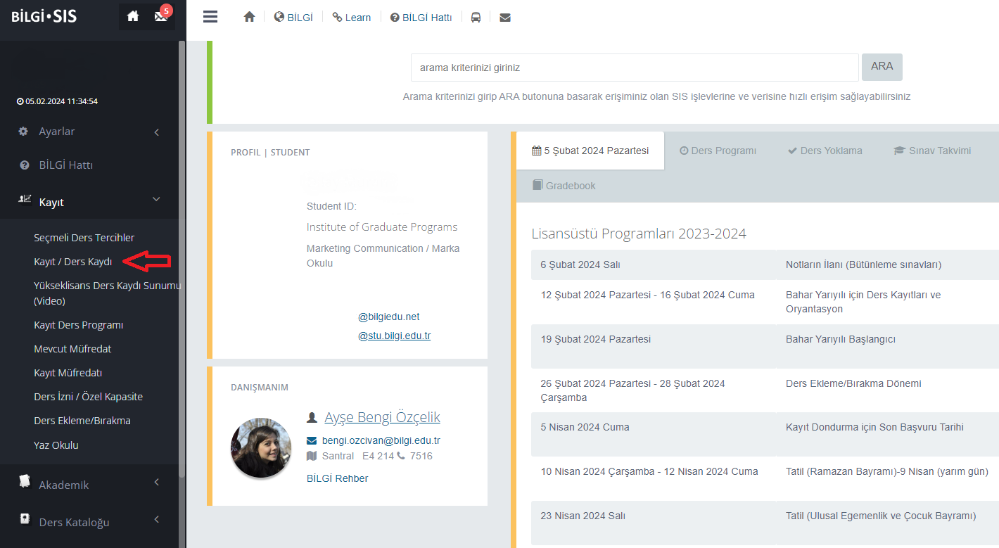 BİLGİ•SIS
5
BİLGİ
Learn
BİLGİ Hattı
05.02.2024 11:34:54
Ayarlar
BİLGİ Hattı
Kayıt
Seçmeli Ders Tercihler
Kayıt / Ders Kaydı
Yükseklisans Ders Kaydı Sunumu
(Video)
Kayıt Ders Programı
Mevcut Müfredat
Kayıt Müfredatı
Ders İzni / Özel Kapasite
Ders Ekleme/Bırakma
Yaz Okulu
Akademik
Ders Kataloğu
arama kriterinizi giriniz
ARA
Arama kriterinizi girip ARA butonuna basarak erişiminiz olan SIS işlevlerine ve verisine hızlı erişim sağlayabilirsiniz
PROFIL | STUDENT
Student ID:
Institute of Graduate Programs
Marketing Communication / Marka
Okulu
@bilgiedu.net
@stu.bilgi.edu.tr
DANIŞMANIM
Ayşe Bengi Özçelik
bengi.ozcivan@bilgi.edu.tr
Santral E4 214 7516
BİLGİ Rehber
5 Şubat 2024 Pazartesi
Ders Programı
Ders Yoklama
Sınav Takvimi
Gradebook
Lisansüstü Programları 2023-2024
6 Şubat 2024 Salı
Notların İlanı (Bütünleme sınavları)
12 Şubat 2024 Pazartesi - 16 Şubat 2024 Cuma
Bahar Yarıyılı için Ders Kayıtları ve
Oryantasyon
19 Şubat 2024 Pazartesi
Bahar Yarıyılı Başlangıcı
26 Şubat 2024 Pazartesi - 28 Şubat 2024
Çarşamba
Ders Ekleme/Bırakma Dönemi
5 Nisan 2024 Cuma
Kayıt Dondurma için Son Başvuru Tarihi
10 Nisan 2024 Çarşamba - 12 Nisan 2024 Cuma
Tatil (Ramazan Bayramı)-9 Nisan (yarım gün)
23 Nisan 2024 Salı
Tatil (Ulusal Egemenlik ve Çocuk Bayramı)